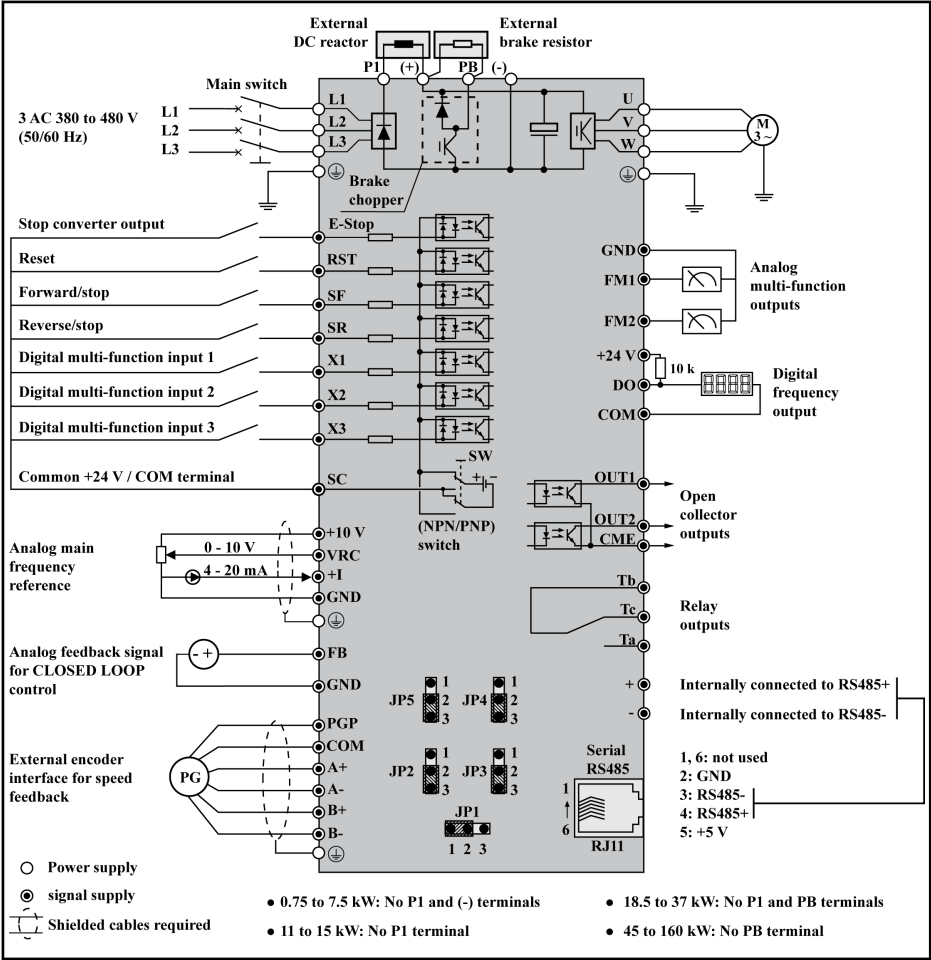 External
DC reactor
External
brake resistor
P1
(+)
PB
(-)
Main switch
3 AC 380 to 480 V
(50/60 Hz)
L1
L2
L3
L1
L2
L3
U
V
W
M
3 ~
Brake
chopper
Stop converter output
E-Stop
Reset
RST
Forward/stop
SF
Reverse/stop
SR
Digital multi-function input 1
X1
Digital multi-function input 2
X2
Digital multi-function input 3
X3
Common +24 V / COM terminal
SC
SW
+ -
(NPN/PNP)
switch
GND
FM1
FM2
Analog
multi-function
outputs
+24 V
10 k
DO
COM
Digital
frequency
output
OUT1
OUT2
CME
Open
collector
outputs
Analog main
frequency
reference
0 - 10 V
4 - 20 mA
+10 V
VRC
+I
GND
Tb
Tc
Ta
Relay
outputs
Analog feedback signal
for CLOSED LOOP
control
- +
FB
GND
+
-
Internally connected to RS485+
Internally connected to RS485-
JP5
1
2
3
JP4
1
2
3
External encoder
interface for speed
feedback
PG
PGP
COM
A+
A-
B+
B-
JP2
1
2
3
JP3
1
2
3
JP1
1 2 3
Serial
RS485
1
6
RJ11
1, 6: not used
2: GND
3: RS485-
4: RS485+
5: +5 V
Power supply
signal supply
Shielded cables required
● 0.75 to 7.5 kW: No P1 and (-) terminals
● 11 to 15 kW: No P1 terminal
● 18.5 to 37 kW: No P1 and PB terminals
● 45 to 160 kW: No PB terminal